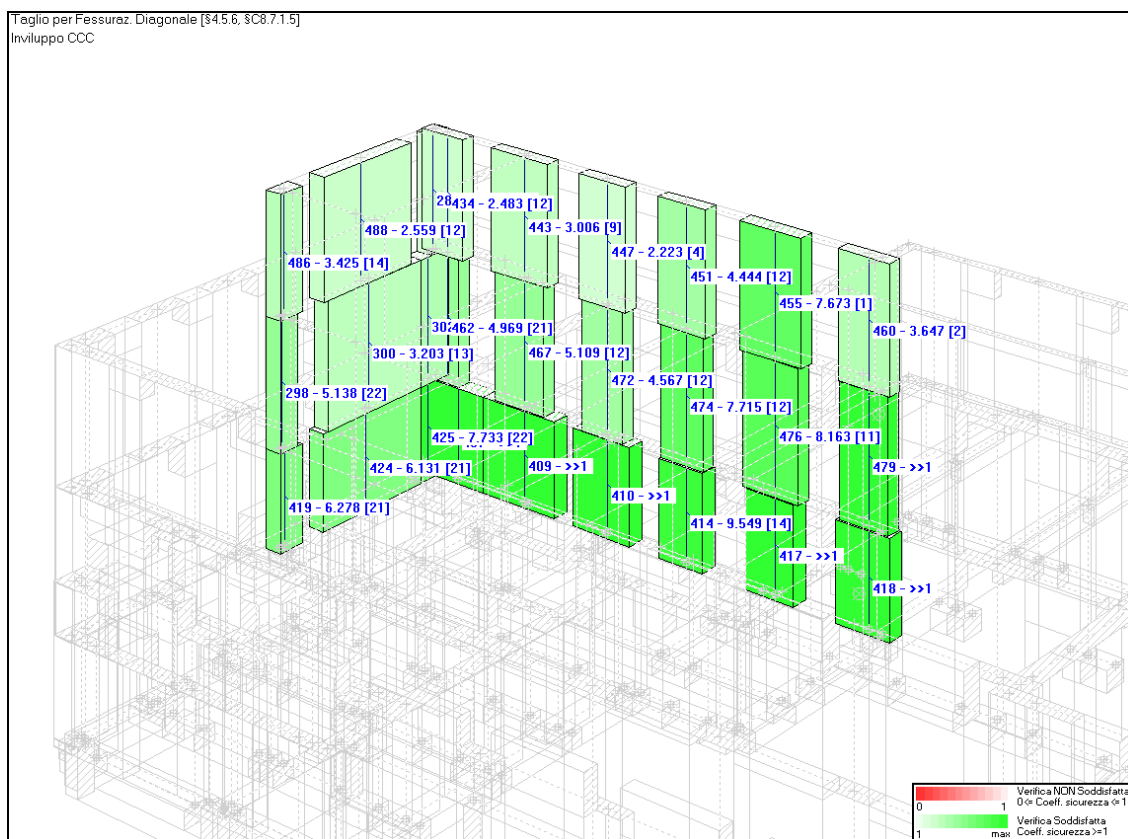 Taglio per Fessuraz. Diagonale [§4.5.6, §C8.7.1.5]
Inviluppo CCC
434 - 2.483 [12]
443 - 3.006 [9]
488 - 2.559 [12]
447 - 2.223 [4]
486 - 3.425 [14]
451 - 4.444 [12]
455 - 7.673 [1]
462 - 4.969 [21]
460 - 3.647 [2]
467 - 5.109 [12]
300 - 3.203 [13]
472 - 4.567 [12]
298 - 5.138 [22]
474 - 7.715 [12]
476 - 8.163 [11]
425 - 7.733 [22]
424 - 6.131 [21]
409 - >>1
479 - >>1
410 - >>1
419 - 6.278 [21]
414 - 9.549 [14]
417 - >>1
418 - >>1
Verifica NON Soddisfatta
0<= Coeff. sicurezza <=1
0 1
Verifica Soddisfatta
Coeff. sicurezza >=1
1 max